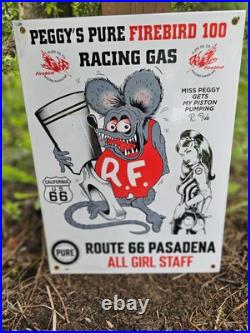 PEGGY'S PURE FIREBIRD 100
RACING GAS
Firebird
Firebird
MISS PEGGY
GETS
MY PISTON
PUMPING
R.F.
CALIFORNIA
US
66
PURE
ROUTE 66 PASADENA
ALL GIRL STAFF